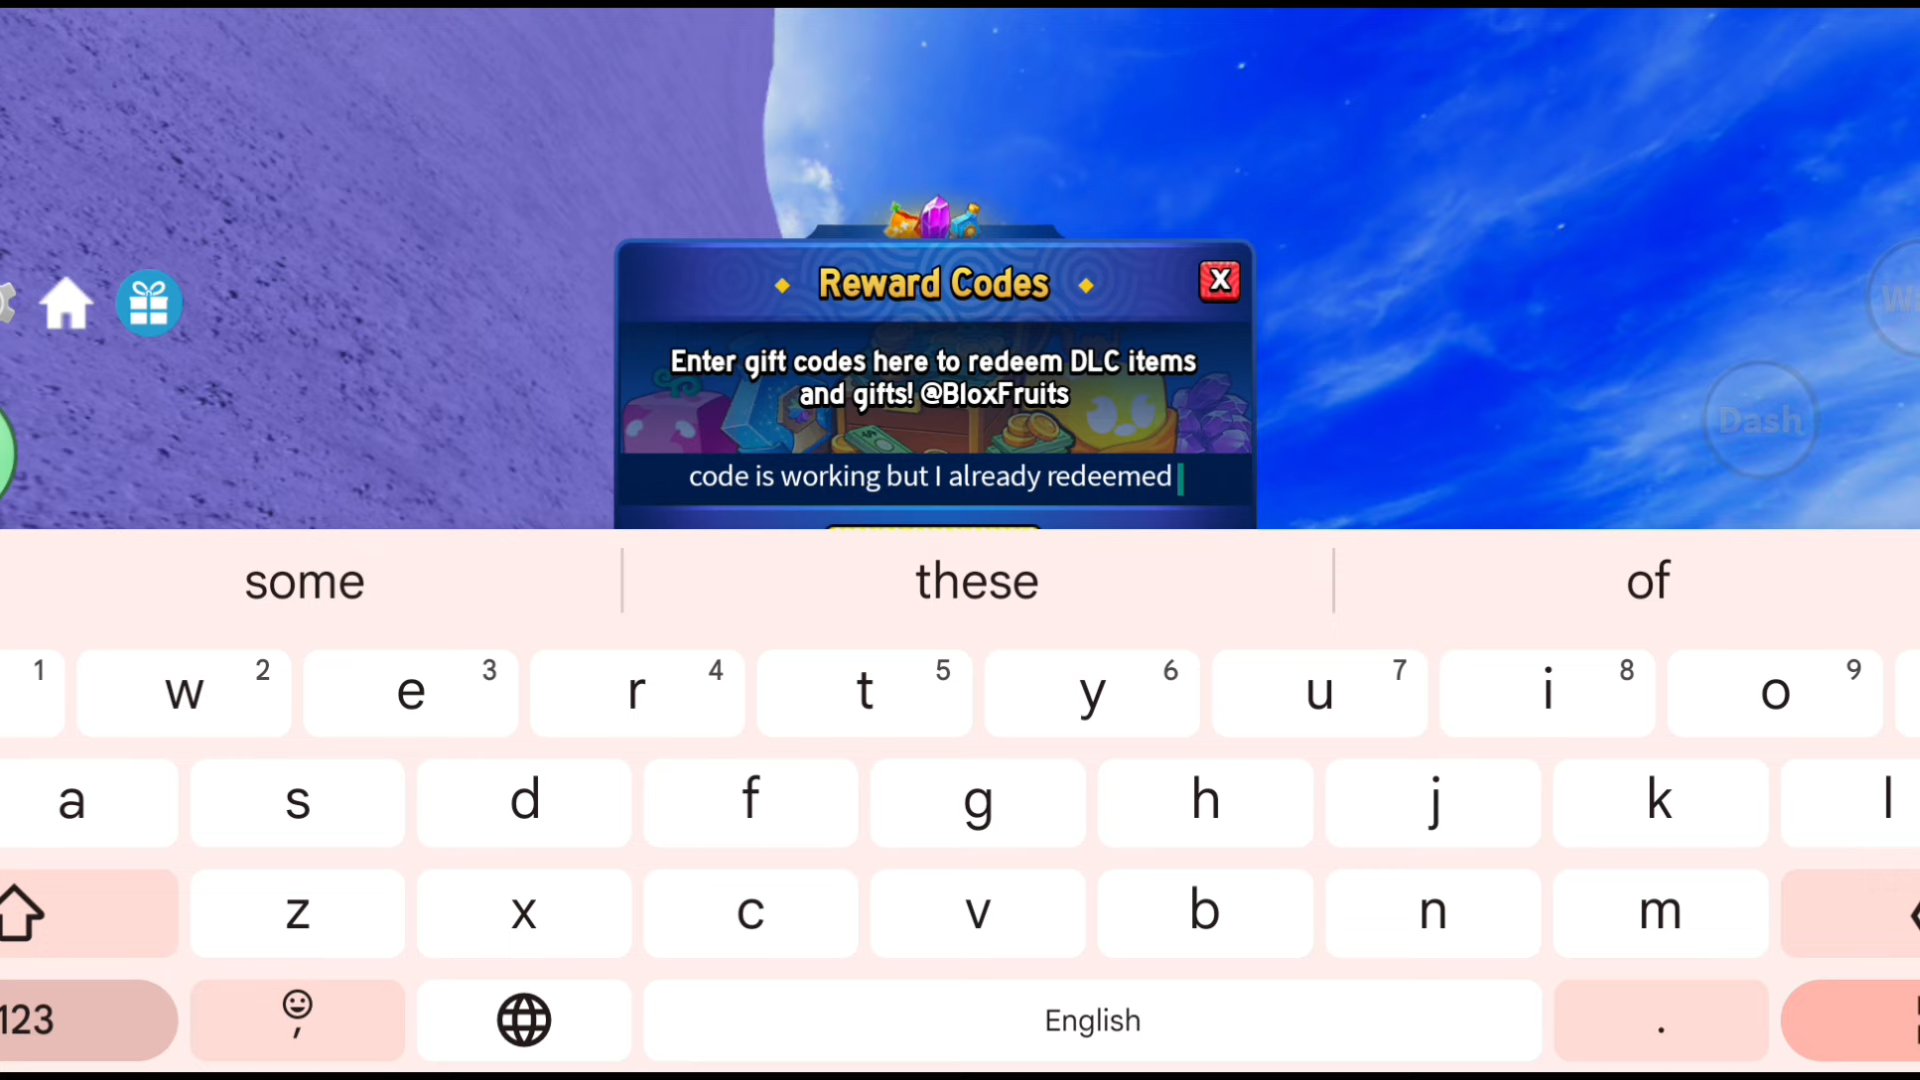 Reward Codes
X
Enter gift codes here to redeem DLC items
and gifts! @BloxFruits
code is working but I already redeemed
Dash
some these of
1 w 2 e 3 r 4 t 5 y 6 u 7 i 8 o 9
a s d f g h j k l
z x c v b n m
123 , English .